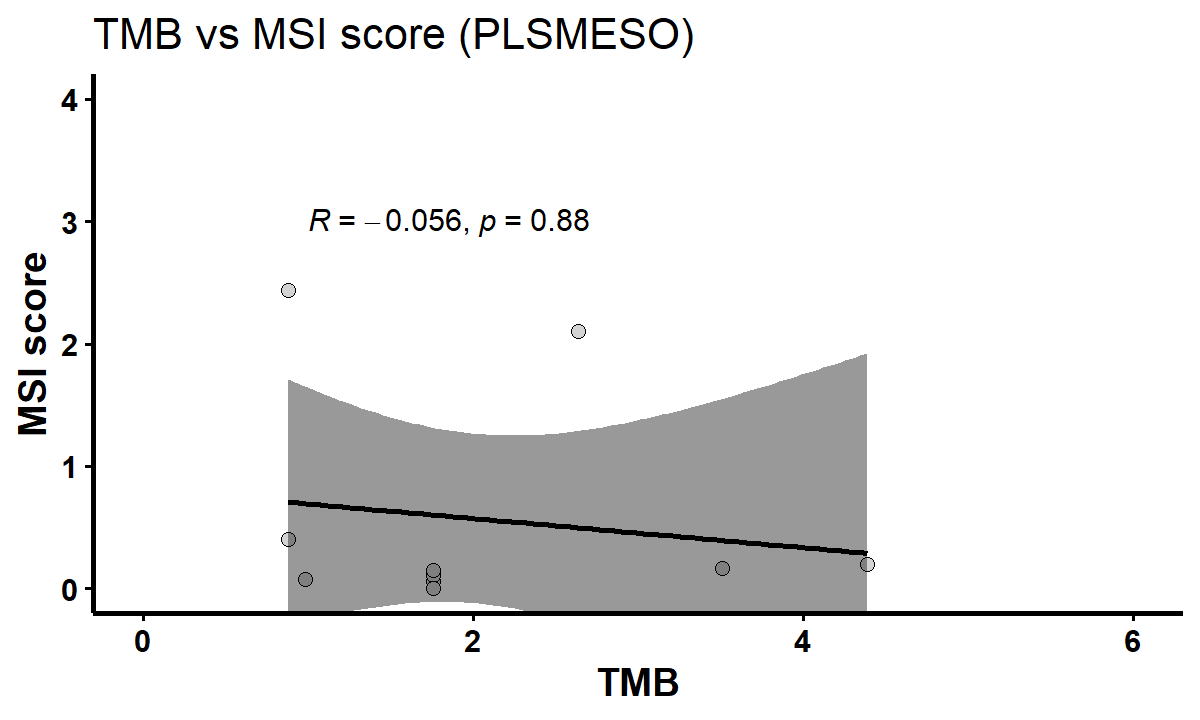 TMB vs MSI score (PLSMESO)
4
R = −0.056, p = 0.88
3
MSI score
2
1
0
0 2 4 6
TMB